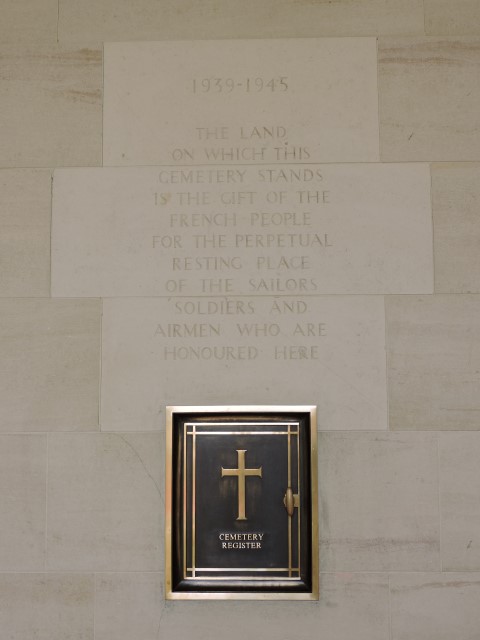 1939-1945
THE LAND
ON WHICH THIS
CEMETERY STANDS
IS THE GIFT OF THE
FRENCH PEOPLE
FOR THE PERPETUAL
RESTING PLACE
OF THE SAILORS
SOLDIERS AND
AIRMEN WHO ARE
HONOURED HERE
CEMETERY
REGISTER